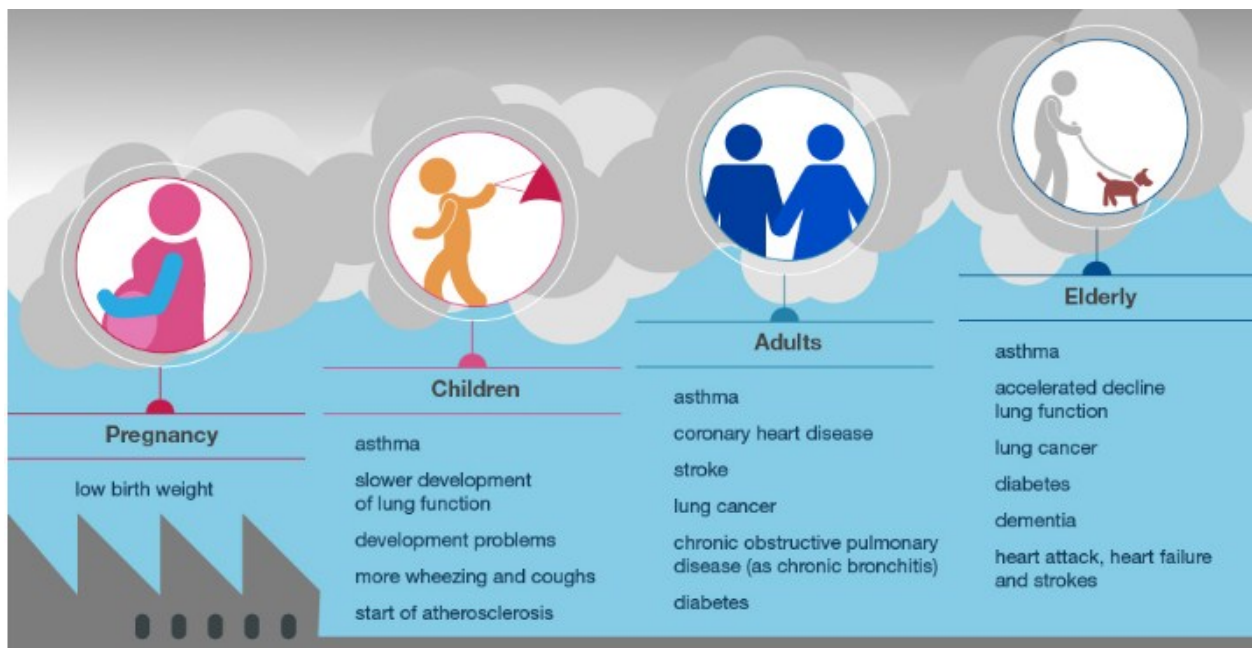 Pregnancy
low birth weight
Children
asthma
slower development
of lung function
development problems
more wheezing and coughs
start of atherosclerosis
Adults
asthma
coronary heart disease
stroke
lung cancer
chronic obstructive pulmonary
disease (as chronic bronchitis)
diabetes
Elderly
asthma
accelerated decline
lung function
lung cancer
diabetes
dementia
heart attack, heart failure
and strokes